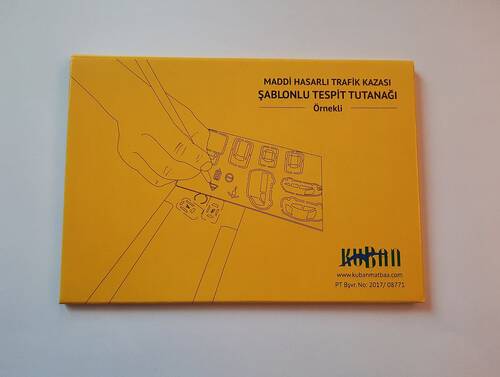 MADDİ HASARLI TRAFİK KAZASI
ŞABLONLU TESPİT TUTANAĞI
Örnekli
KUBAN
www.kubanmatbaa.com
PT Bşvr. No: 2017/ 08771